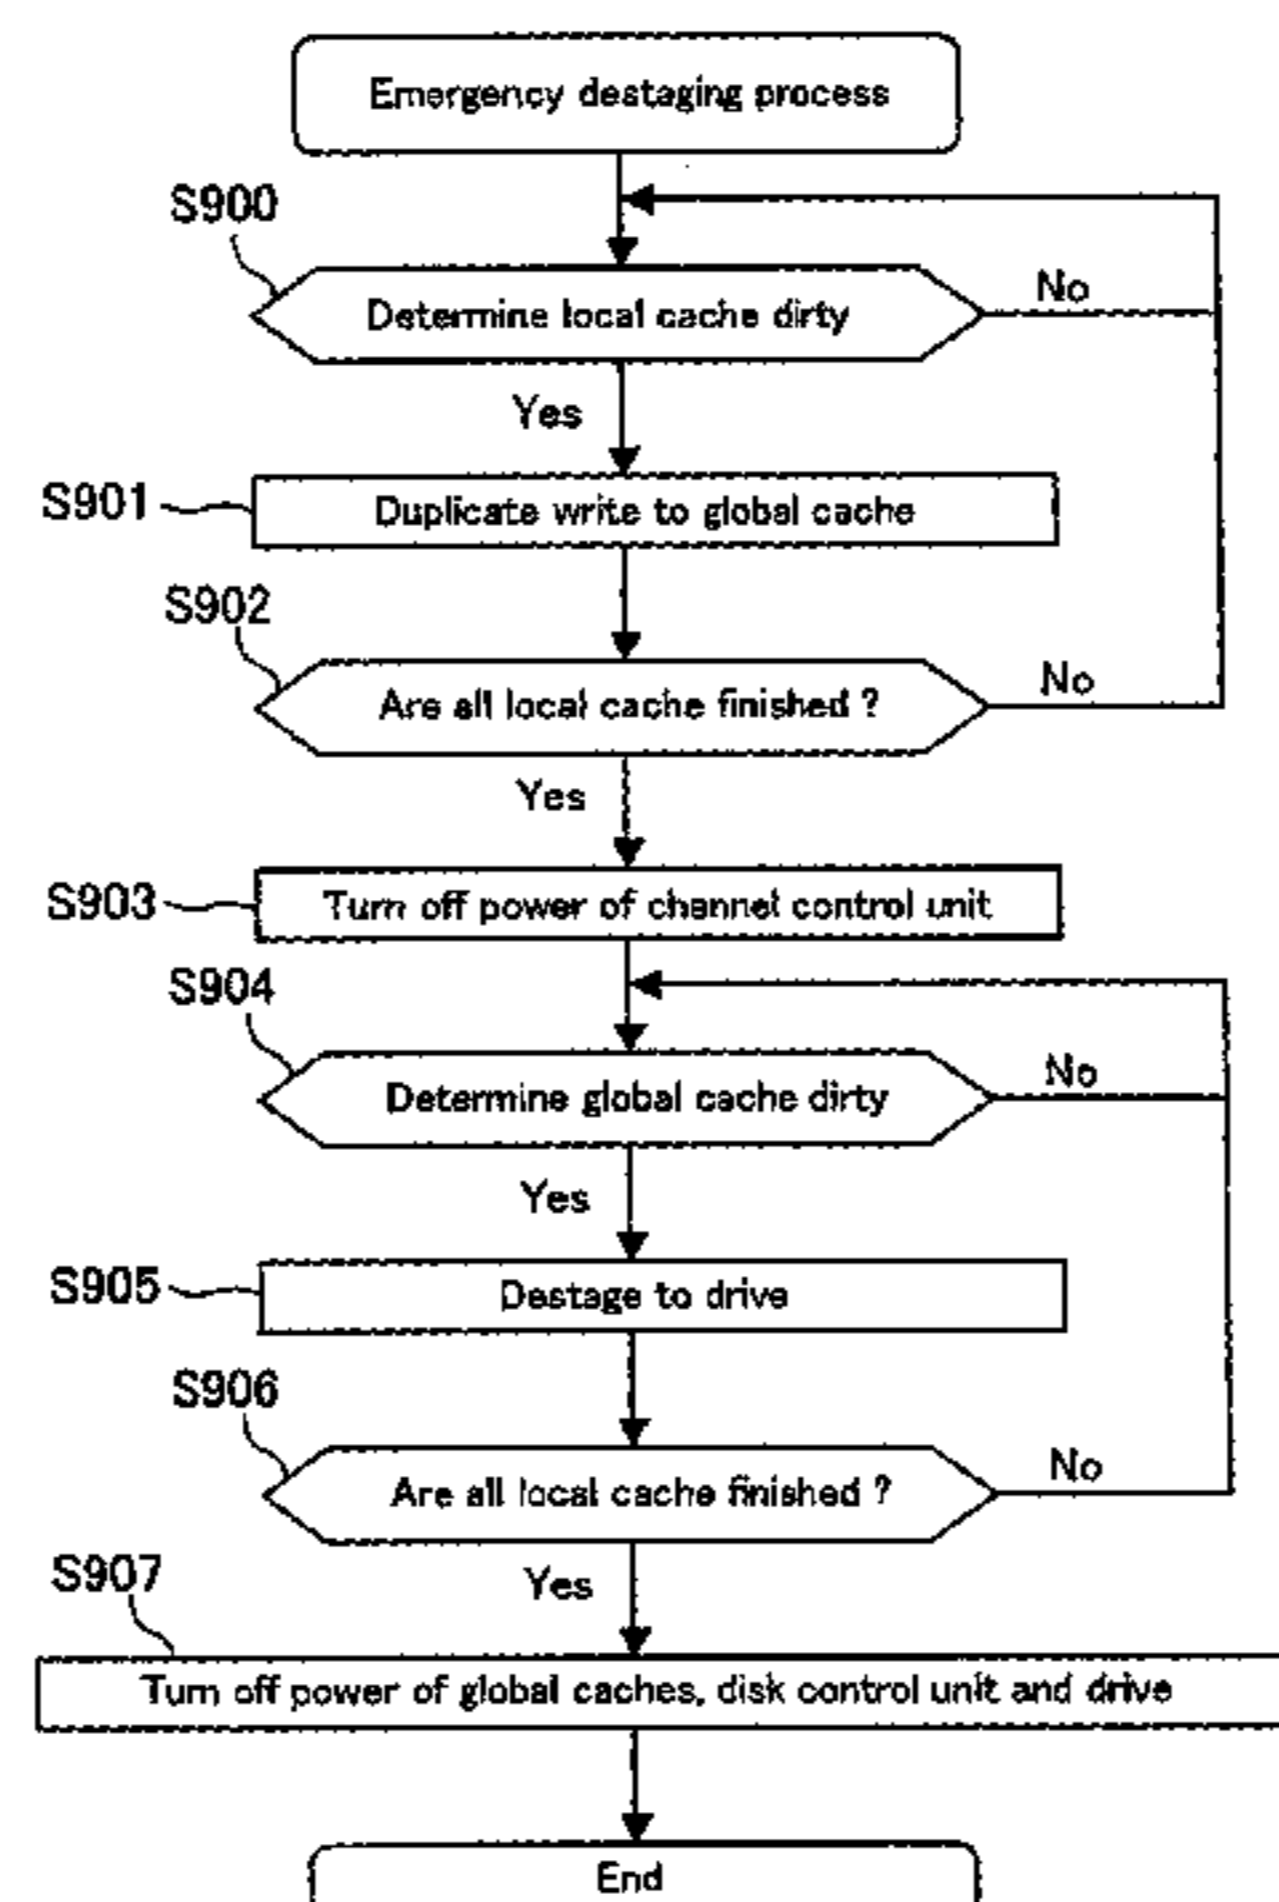 Emergency destaging process
S900
Determine local cache dirty
No
Yes
S901
Duplicate write to global cache
S902
Are all local cache finished ?
No
Yes
S903
Turn off power of channel control unit
S904
Determine global cache dirty
No
Yes
S905
Destage to drive
S906
Are all local cache finished ?
No
Yes
S907
Turn off power of global caches, disk control unit and drive
End